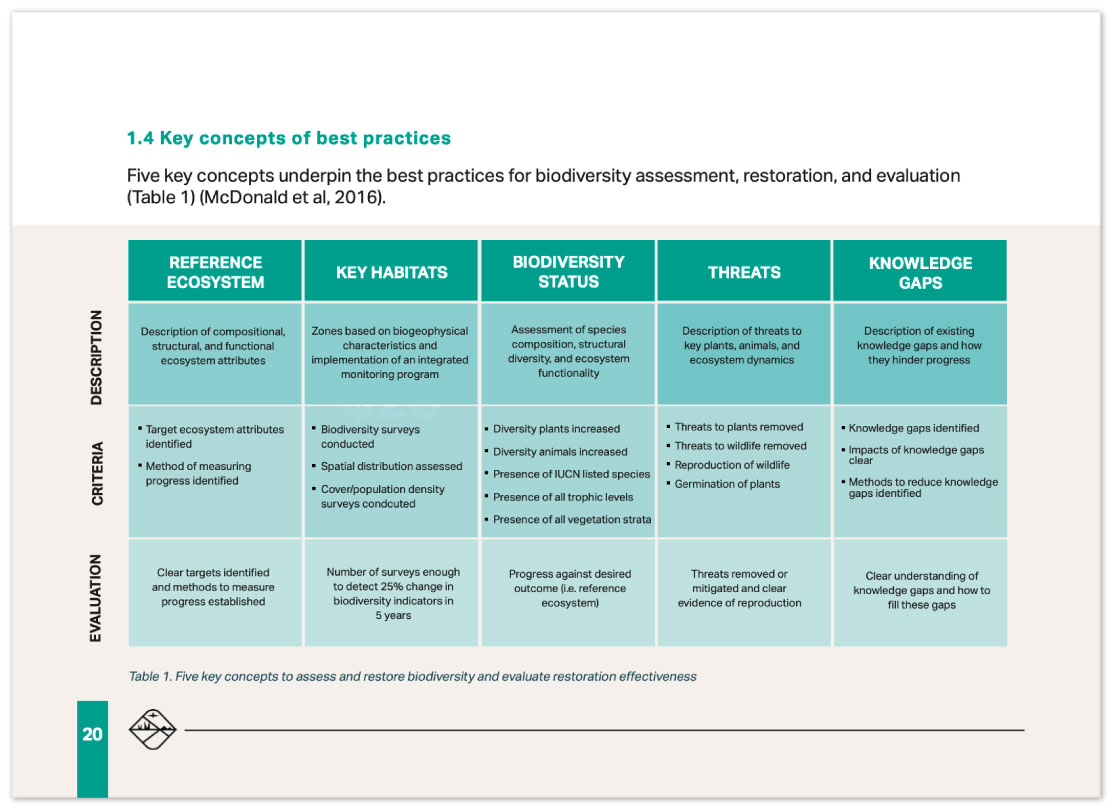 1.4 Key concepts of best practices
Five key concepts underpin the best practices for biodiversity assessment, restoration, and evaluation
(Table 1) (McDonald et al, 2016).
REFERENCE
ECOSYSTEM
KEY HABITATS
BIODIVERSITY
STATUS
THREATS
KNOWLEDGE
GAPS
DESCRIPTION
Description of compositional,
structural, and functional
ecosystem attributes
Zones based on biogeophysical
characteristics and
implementation of an integrated
monitoring program
Assessment of species
composition, structural
diversity, and ecosystem
functionality
Description of threats to
key plants, animals, and
ecosystem dynamics
Description of existing
knowledge gaps and how
they hinder progress
CRITERIA
▪ Target ecosystem attributes
identified
▪ Method of measuring
progress identified
▪ Biodiversity surveys
conducted
▪ Spatial distribution assessed
▪ Cover/population density
surveys condcuted
▪ Diversity plants increased
▪ Diversity animals increased
▪ Presence of IUCN listed species
▪ Presence of all trophic levels
▪ Presence of all vegetation strata
▪ Threats to plants removed
▪ Threats to wildlife removed
▪ Reproduction of wildlife
▪ Germination of plants
▪ Knowledge gaps identified
▪ Impacts of knowledge gaps
clear
▪ Methods to reduce knowledge
gaps identified
EVALUATION
Clear targets identified
and methods to measure
progress established
Number of surveys enough
to detect 25% change in
biodiversity indicators in
5 years
Progress against desired
outcome (i.e. reference
ecosystem)
Threats removed or
mitigated and clear
evidence of reproduction
Clear understanding of
knowledge gaps and how to
fill these gaps
Table 1. Five key concepts to assess and restore biodiversity and evaluate restoration effectiveness
20